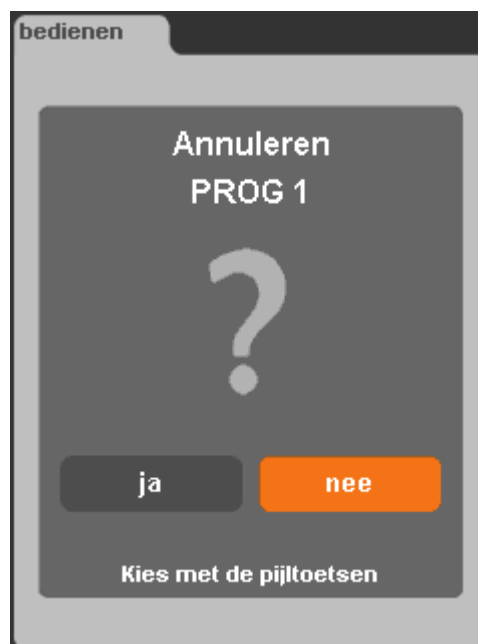 bedienen
Annuleren
PROG 1
?
ja nee
Kies met de pijltoetsen